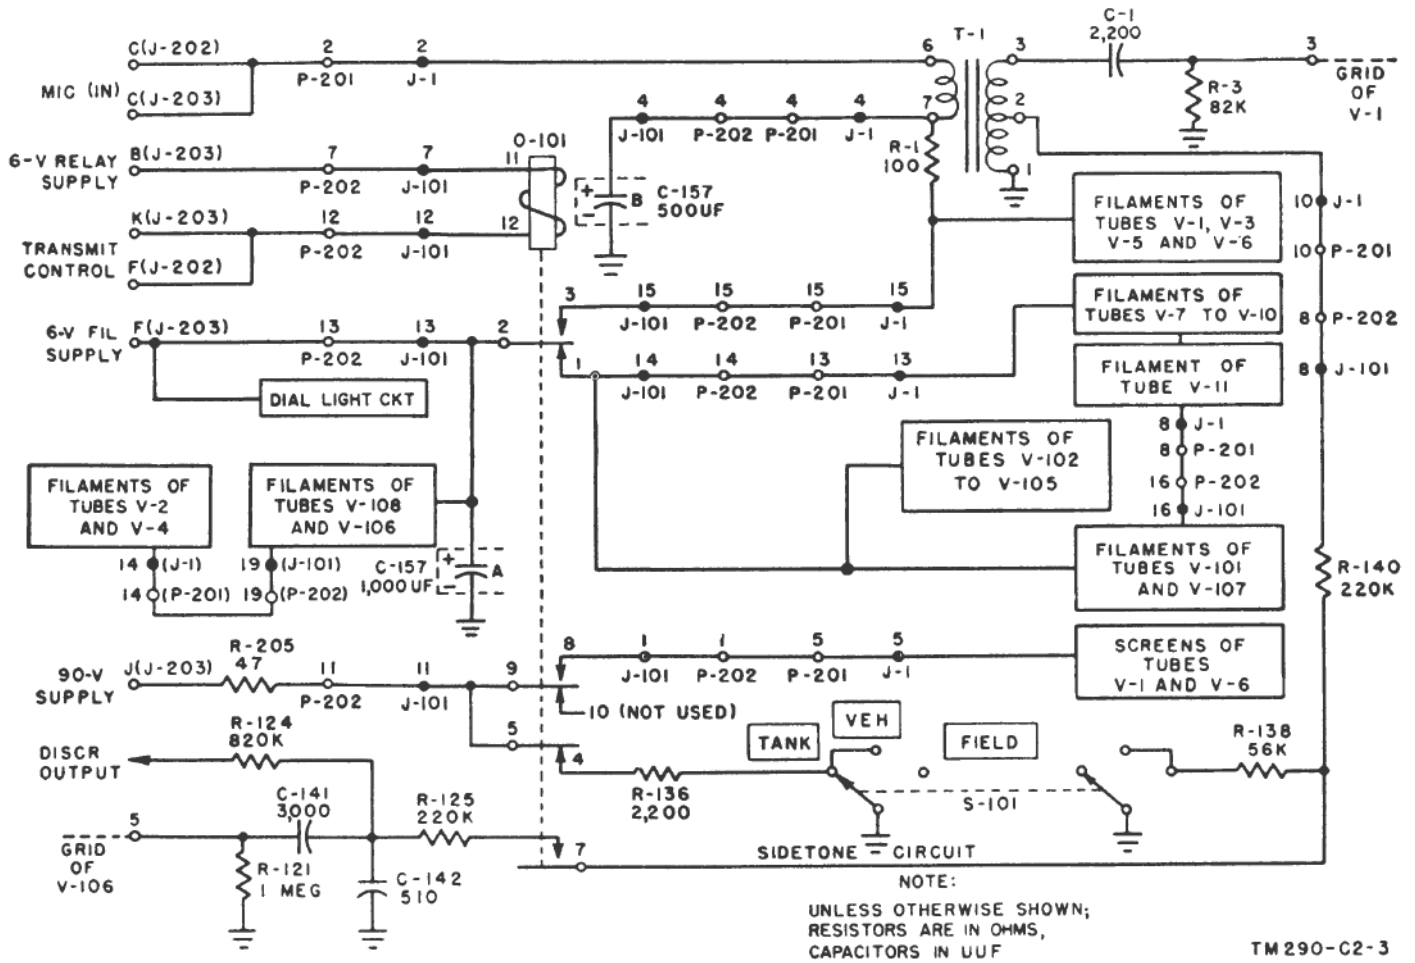 C-1
2,200
C(J-202)
2
P-201
2
J-1
6
T-1
3
3
MIC (IN)
C(J-203)
GRID
OF
V-1
R-3
82K
4
J-101
4
P-202
4
P-201
4
J-1
7
2
R-1
100
1
6-V RELAY
SUPPLY
B(J-203)
7
P-202
7
J-101
O-101
11
+
-
B
C-157
500UF
TRANSMIT
CONTROL
K(J-203)
12
P-202
12
J-101
12
F(J-202)
FILAMENTS OF
TUBES V-1, V-3
V-5 AND V-6
10 J-1
10 P-201
8 P-202
8 J-101
3
15
J-101
15
P-202
15
P-201
15
J-1
FILAMENTS OF
TUBES V-7 TO V-10
6-V FIL
SUPPLY
F(J-203)
13
P-202
13
J-101
2
1
14
J-101
14
P-202
13
P-201
13
J-1
FILAMENT OF
TUBE V-11
DIAL LIGHT CKT
8 J-1
8 P-201
16 P-202
16 J-101
FILAMENTS OF
TUBES V-102
TO V-105
FILAMENTS OF
TUBES V-2
AND V-4
FILAMENTS OF
TUBES V-108
AND V-106
14 (J-1)
14 (P-201)
19 (J-101)
19 (P-202)
C-157
1,000UF
+
-
A
FILAMENTS OF
TUBES V-101
AND V-107
R-140
220K
90-V
SUPPLY
J(J-203)
R-205
47
11
P-202
11
J-101
9
8
1
J-101
1
P-202
5
P-201
5
J-1
SCREENS OF
TUBES
V-1 AND V-6
10 (NOT USED)
5
4
R-136
2,200
TANK
VEH
FIELD
S-101
R-138
56K
DISCR
OUTPUT
R-124
820K
C-141
3,000
R-125
220K
5
GRID
OF
V-106
R-121
1 MEG
C-142
510
7
SIDETONE CIRCUIT
NOTE:
UNLESS OTHERWISE SHOWN;
RESISTORS ARE IN OHMS,
CAPACITORS IN UUF
TM290-C2-3